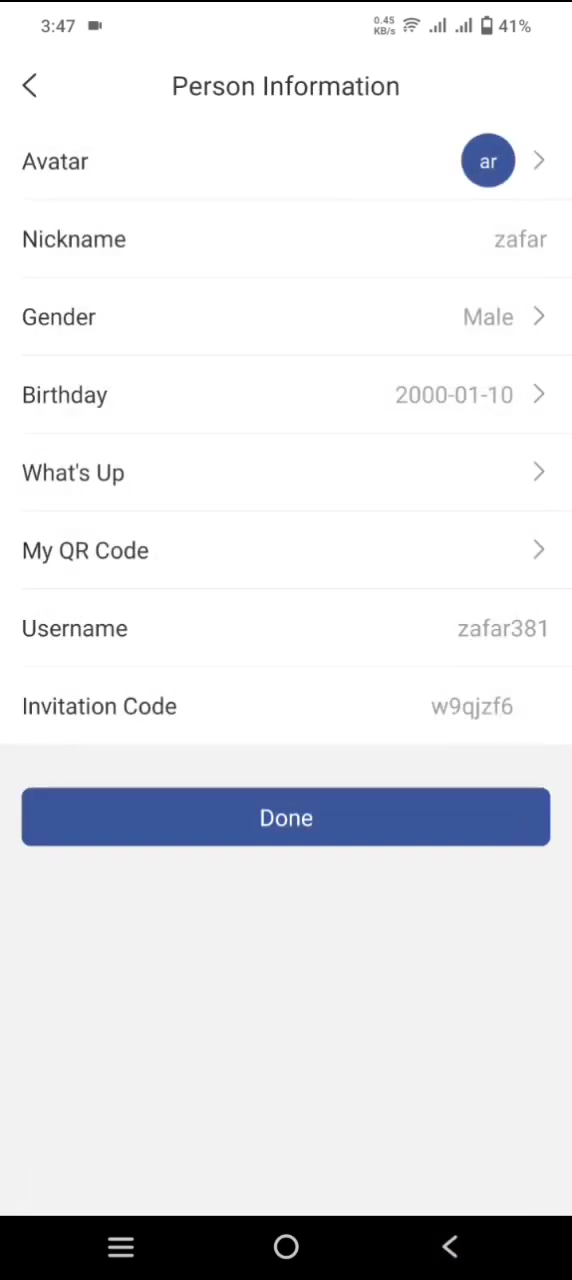 3:47 0.45 KB/s 41%
Person Information
Avatar ar
Nickname zafar
Gender Male
Birthday 2000-01-10
What's Up
My QR Code
Username zafar381
Invitation Code w9qjzf6
Done